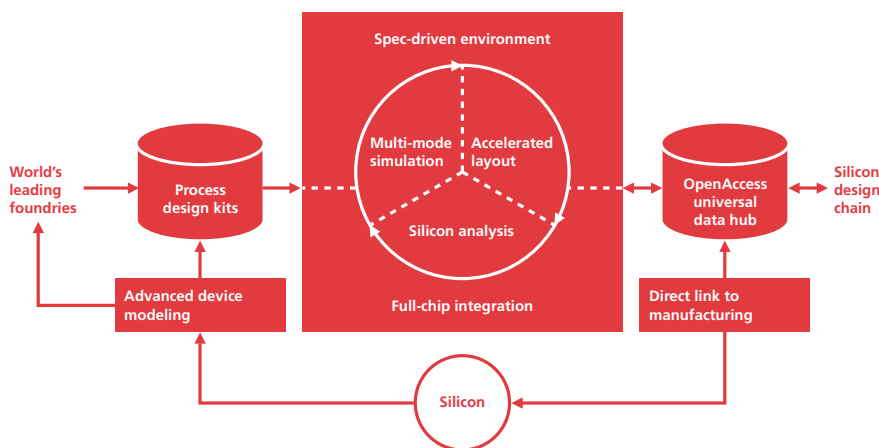 Spec-driven environment
Multi-mode
simulation
Accelerated
layout
Silicon analysis
Full-chip integration
World's
leading
foundries
Process
design kits
OpenAccess
universal
data hub
Silicon
design
chain
Advanced device
modeling
Direct link to
manufacturing
Silicon